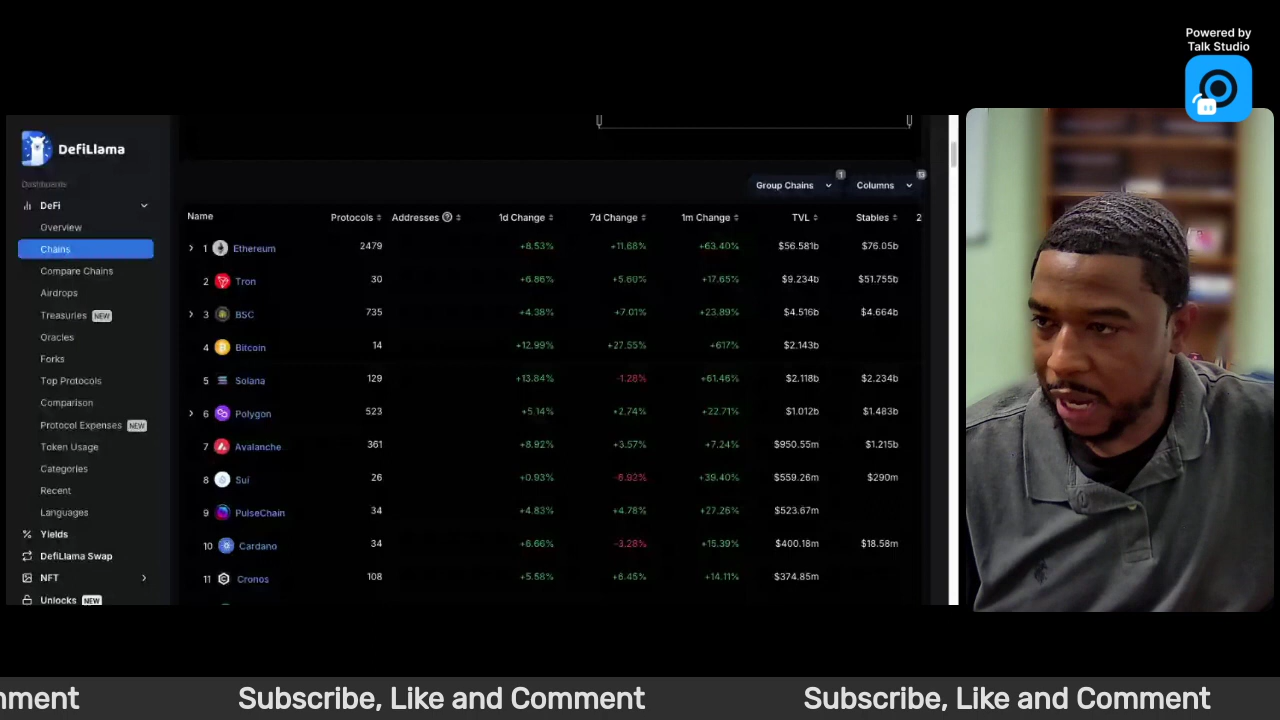 Powered by
Talk Studio
DefiLlama
Dashboards
DeFi
Overview
Chains
Compare Chains
Airdrops
Treasuries NEW
Oracles
Forks
Top Protocols
Comparison
Protocol Expenses NEW
Token Usage
Categories
Recent
Languages
Yields
DefiLlama Swap
NFT
Unlocks NEW
Group Chains 1 Columns 13
Name Protocols Addresses 1d Change 7d Change 1m Change TVL Stables 2
1 Ethereum 2479 +8.53% +11.68% +63.40% $56.581b $76.05b
2 Tron 30 +6.86% +5.60% +17.65% $9.234b $51.755b
3 BSC 735 +4.38% +7.01% +23.89% $4.516b $4.664b
4 Bitcoin 14 +12.99% +27.55% +617% $2.143b
5 Solana 129 +13.84% -1.28% +61.46% $2.118b $2.234b
6 Polygon 523 +5.14% +2.74% +22.71% $1.012b $1.483b
7 Avalanche 361 +8.92% +3.57% +7.24% $950.55m $1.215b
8 Sui 26 +0.93% -6.92% +39.40% $559.26m $290m
9 PulseChain 34 +4.83% +4.78% +27.26% $523.67m
10 Cardano 34 +6.66% -3.28% +15.39% $400.18m $18.58m
11 Cronos 108 +5.58% +6.45% +14.11% $374.85m
mment Subscribe, Like and Comment Subscribe, Like and Comment